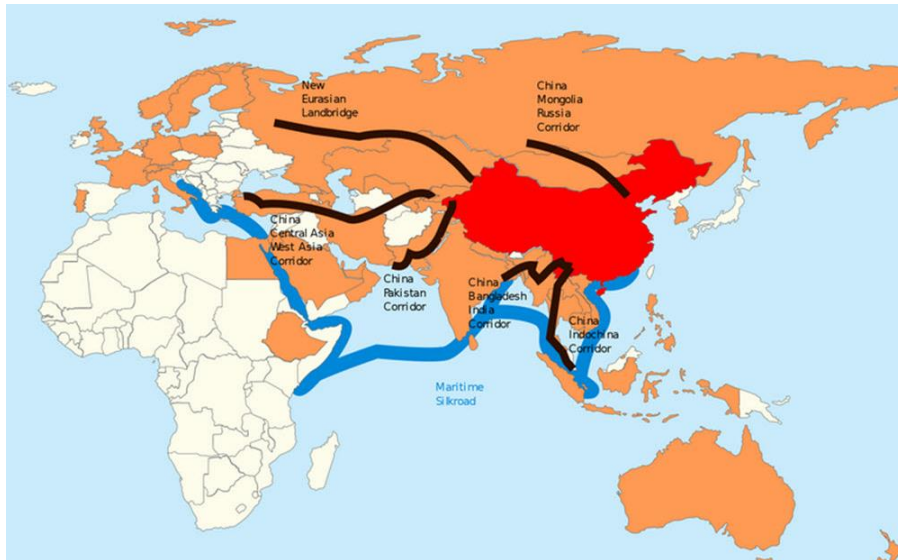 New
Eurasian
Landbridge
China
Mongolia
Russia
Corridor
China
Central Asia
West Asia
Corridor
China
Pakistan
Corridor
China
Bangladesh
India
Corridor
China
Indochina
Corridor
Maritime
Silkroad